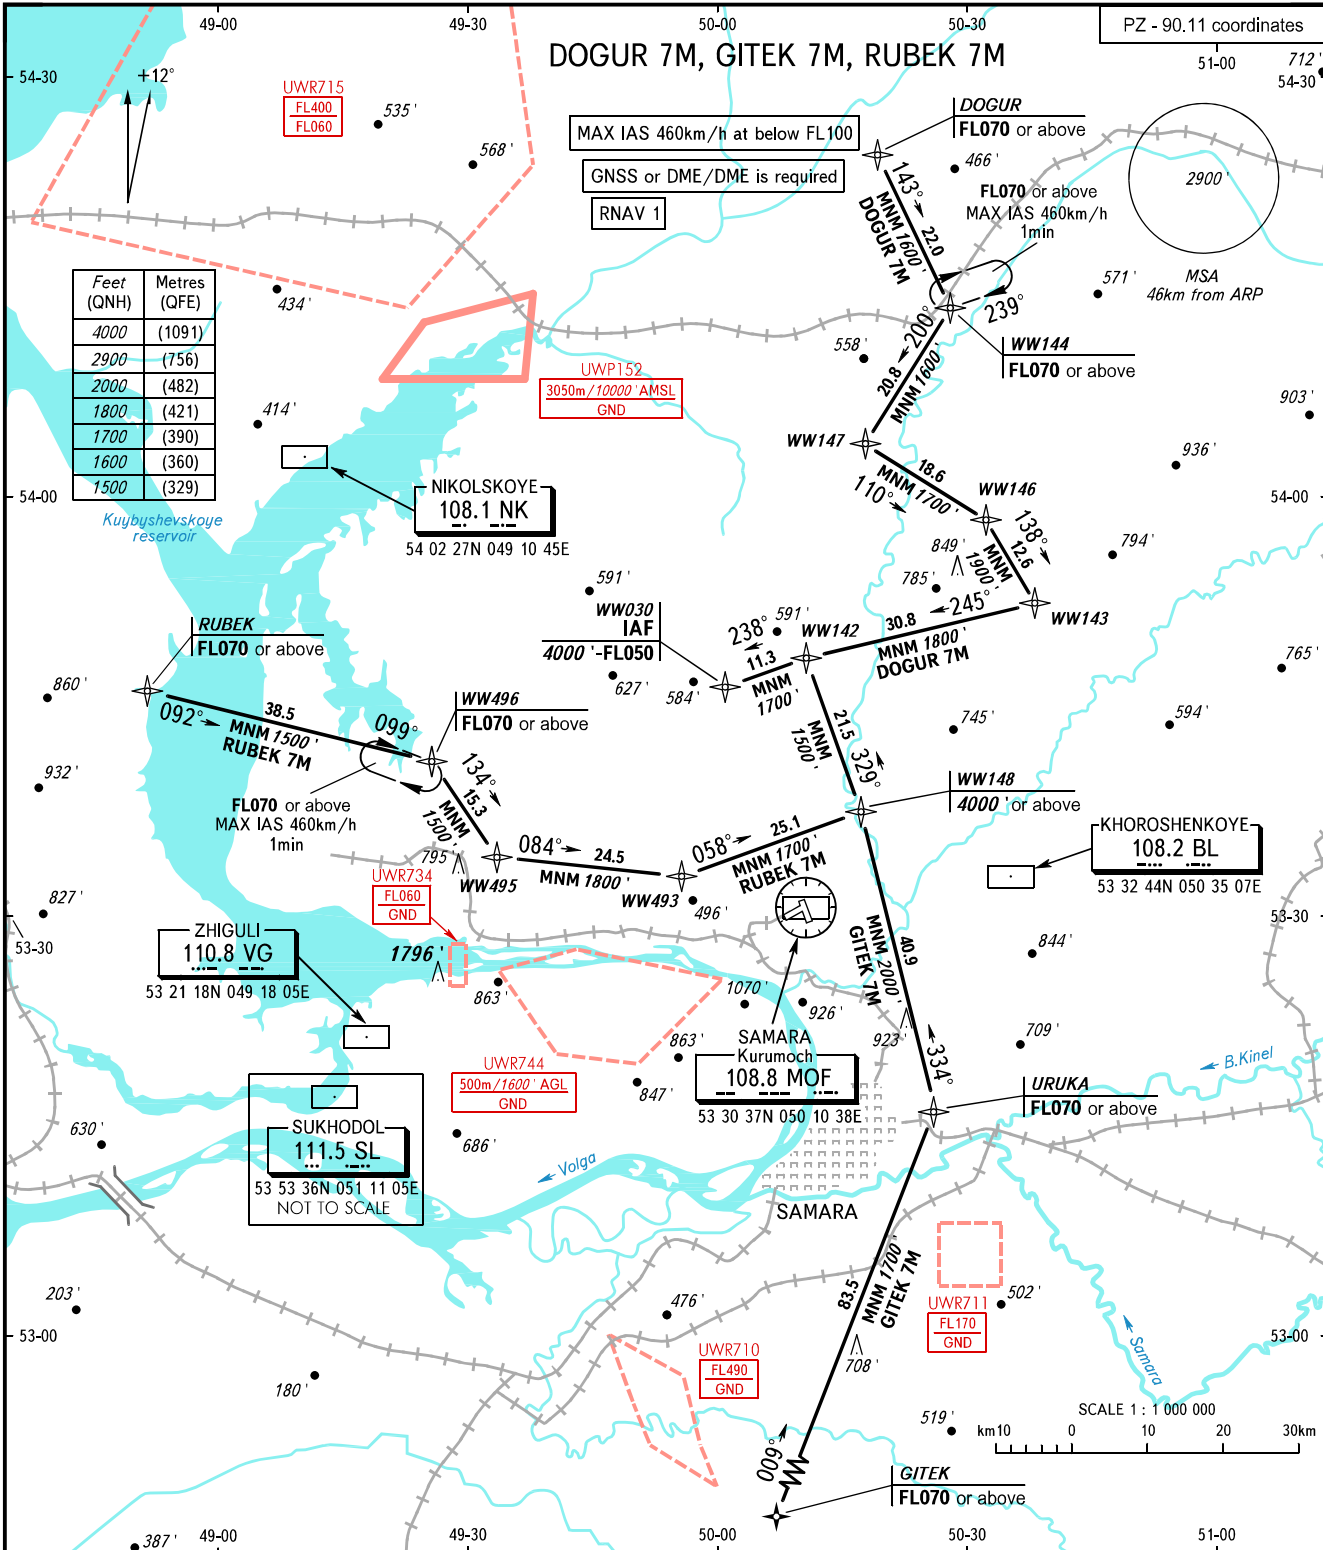 49-00
49-30
50-00
50-30
PZ - 90.11 coordinates
DOGUR 7M, GITEK 7M, RUBEK 7M
51-00
712'
54-30
54-30
+12°
UWR715
FL400
FL060
535'
568'
MAX IAS 460km/h at below FL100
GNSS or DME/DME is required
RNAV 1
DOGUR
FL070 or above
466'
143°
22.0
MNM 1600'
DOGUR 7M
FL070 or above
MAX IAS 460km/h
1min
2900'
MSA
46km from ARP
571'
239°
Feet (QNH) Metres (QFE)
4000 (1091)
2900 (756)
2000 (482)
1800 (421)
1700 (390)
1600 (360)
1500 (329)
434'
414'
200°
20.8
MNM 1600'
558'
WW144
FL070 or above
UWP152
3050m/10000' AMSL
GND
903'
936'
WW147
18.6
MNM 1700'
110°
WW146
NIKOLSKOYE
108.1 NK
54 02 27N 049 10 45E
54-00
54-00
Kuybyshevskoye
reservoir
138°
12.6
MNM
1900'
849'
785'
794'
591'
WW030
IAF
4000'-FL050
238°
591'
WW142
245°
30.8
MNM 1800'
DOGUR 7M
WW143
11.3
MNM
1700'
627'
584'
765'
RUBEK
FL070 or above
860'
092°
38.5
MNM 1500'
RUBEK 7M
099°
WW496
FL070 or above
FL070 or above
MAX IAS 460km/h
1min
134°
15.3
MNM
1500'
21.5
MNM
1500'
329°
745'
594'
WW148
4000' or above
932'
795'
084°
24.5
MNM 1800'
WW495
058°
25.1
MNM 1700'
RUBEK 7M
WW493
496'
KHOROSHENKOYE
108.2 BL
53 32 44N 050 35 07E
827'
53-30
53-30
UWR734
FL060
GND
ZHIGULI
110.8 VG
53 21 18N 049 18 05E
1796'
863'
40.9
MNM 2000'
GITEK 7M
844'
1070'
926'
923'
709'
863'
847'
SAMARA
Kurumoch
108.8 MOF
53 30 37N 050 10 38E
334°
B.Kinel
UWR744
500m/1600' AGL
GND
URUKA
FL070 or above
SUKHODOL
111.5 SL
53 53 36N 051 11 05E
NOT TO SCALE
630'
686'
Volga
SAMARA
203'
53-00
53-00
476'
83.5
MNM 1700'
GITEK 7M
UWR711
FL170
GND
502'
Samara
UWR710
FL490
GND
708'
180'
519'
SCALE 1 : 1 000 000
km10 0 10 20 30km
009°
GITEK
FL070 or above
387'
49-00
49-30
50-00
50-30
51-00